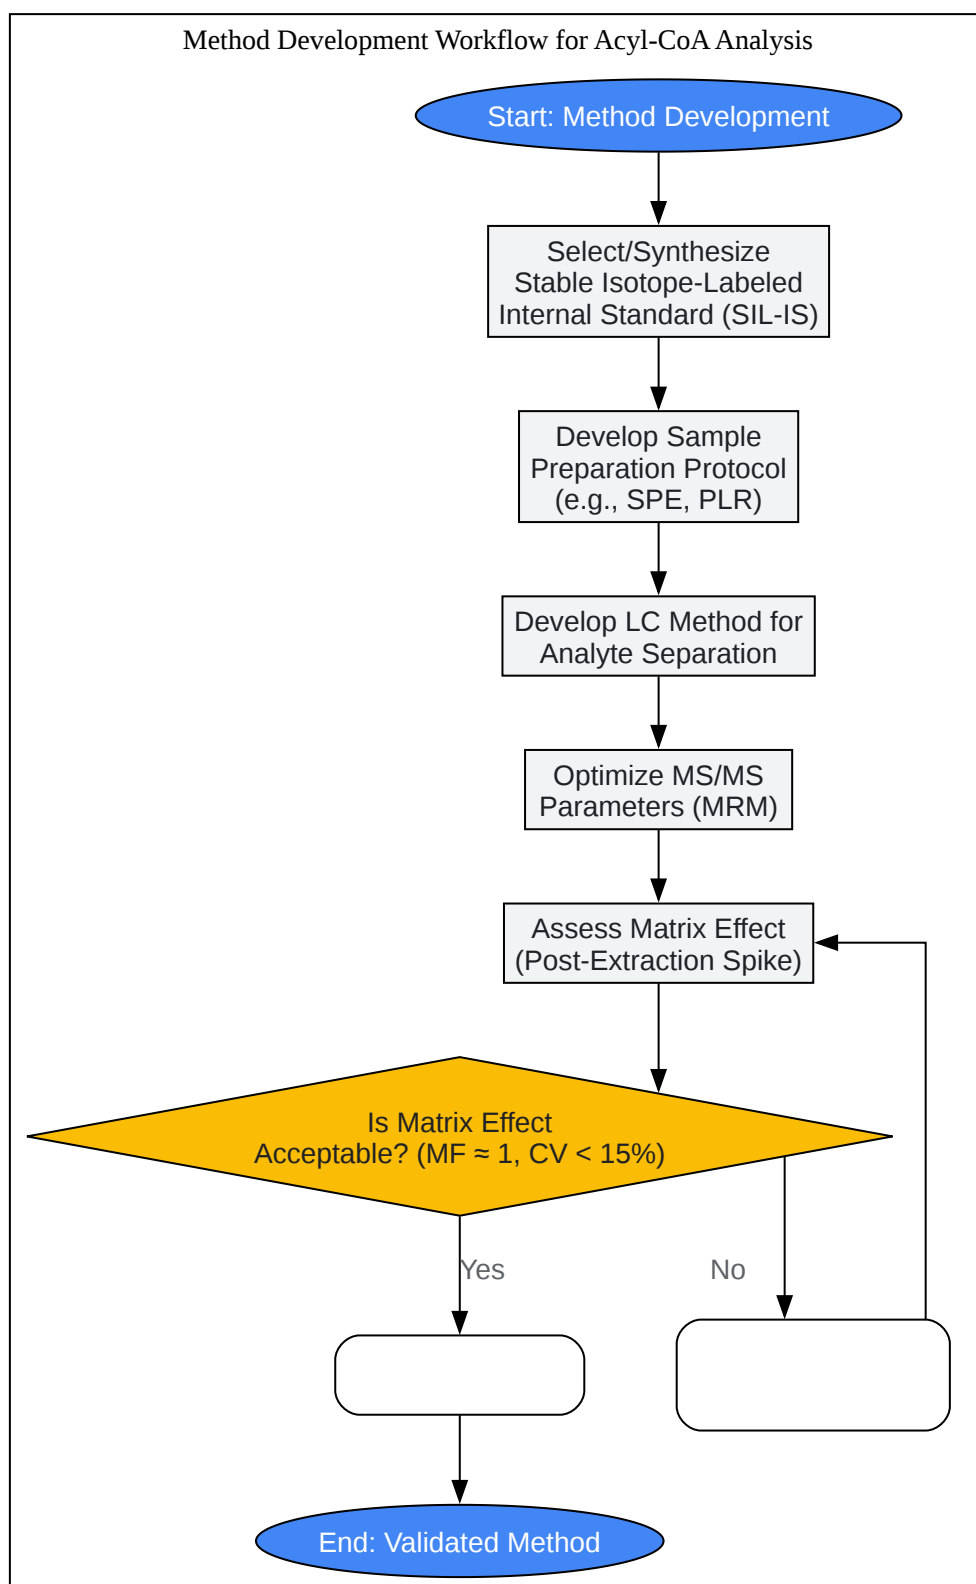 Method Development Workflow for Acyl-CoA Analysis
Start: Method Development
Select/Synthesize
Stable Isotope-Labeled
Internal Standard (SIL-IS)
Develop Sample
Preparation Protocol
(e.g., SPE, PLR)
Develop LC Method for
Analyte Separation
Optimize MS/MS
Parameters (MRM)
Assess Matrix Effect
(Post-Extraction Spike)
Is Matrix Effect
Acceptable? (MF ≈ 1, CV < 15%)
Yes
No
End: Validated Method